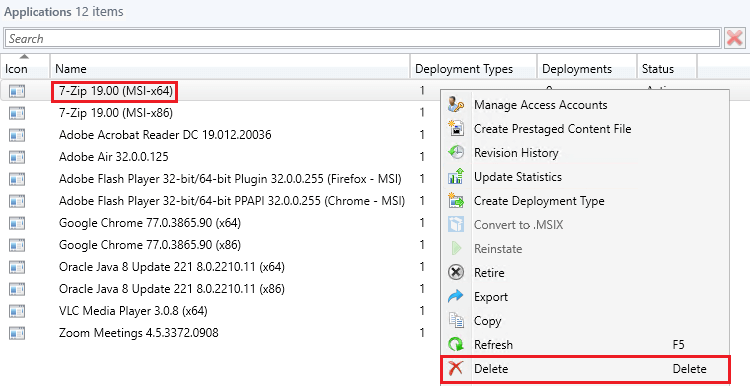 Applications 12 items
Search
Icon Name Deployment Types Deployments Status
7-Zip 19.00 (MSI-x64) 1
7-Zip 19.00 (MSI-x86) 1
Adobe Acrobat Reader DC 19.012.20036 1
Adobe Air 32.0.0.125 1
Adobe Flash Player 32-bit/64-bit Plugin 32.0.0.255 (Firefox - MSI) 1
Adobe Flash Player 32-bit/64-bit PPAPI 32.0.0.255 (Chrome - MSI) 1
Google Chrome 77.0.3865.90 (x64) 1
Google Chrome 77.0.3865.90 (x86) 1
Oracle Java 8 Update 221 8.0.2210.11 (x64) 1
Oracle Java 8 Update 221 8.0.2210.11 (x86) 1
VLC Media Player 3.0.8 (x64) 1
Zoom Meetings 4.5.3372.0908 1
Manage Access Accounts
Create Prestaged Content File
Revision History
Update Statistics
Create Deployment Type
Convert to .MSIX
Reinstate
Retire
Export
Copy
Refresh F5
Delete Delete